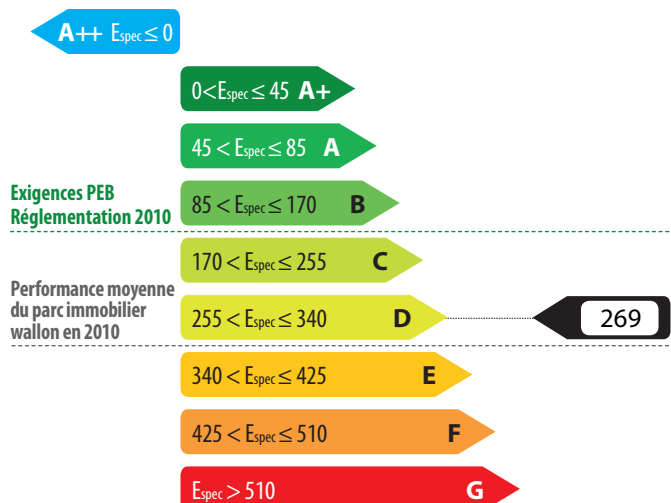 A++ Espec ≤ 0
0<Espec ≤ 45 A+
45 < Espec ≤ 85 A
Exigences PEB
Réglementation 2010
85 < Espec ≤ 170 B
170 < Espec ≤ 255 C
Performance moyenne
du parc immobilier
wallon en 2010
255 < Espec ≤ 340 D
269
340 < Espec ≤ 425 E
425 < Espec ≤ 510 F
Espec > 510 G